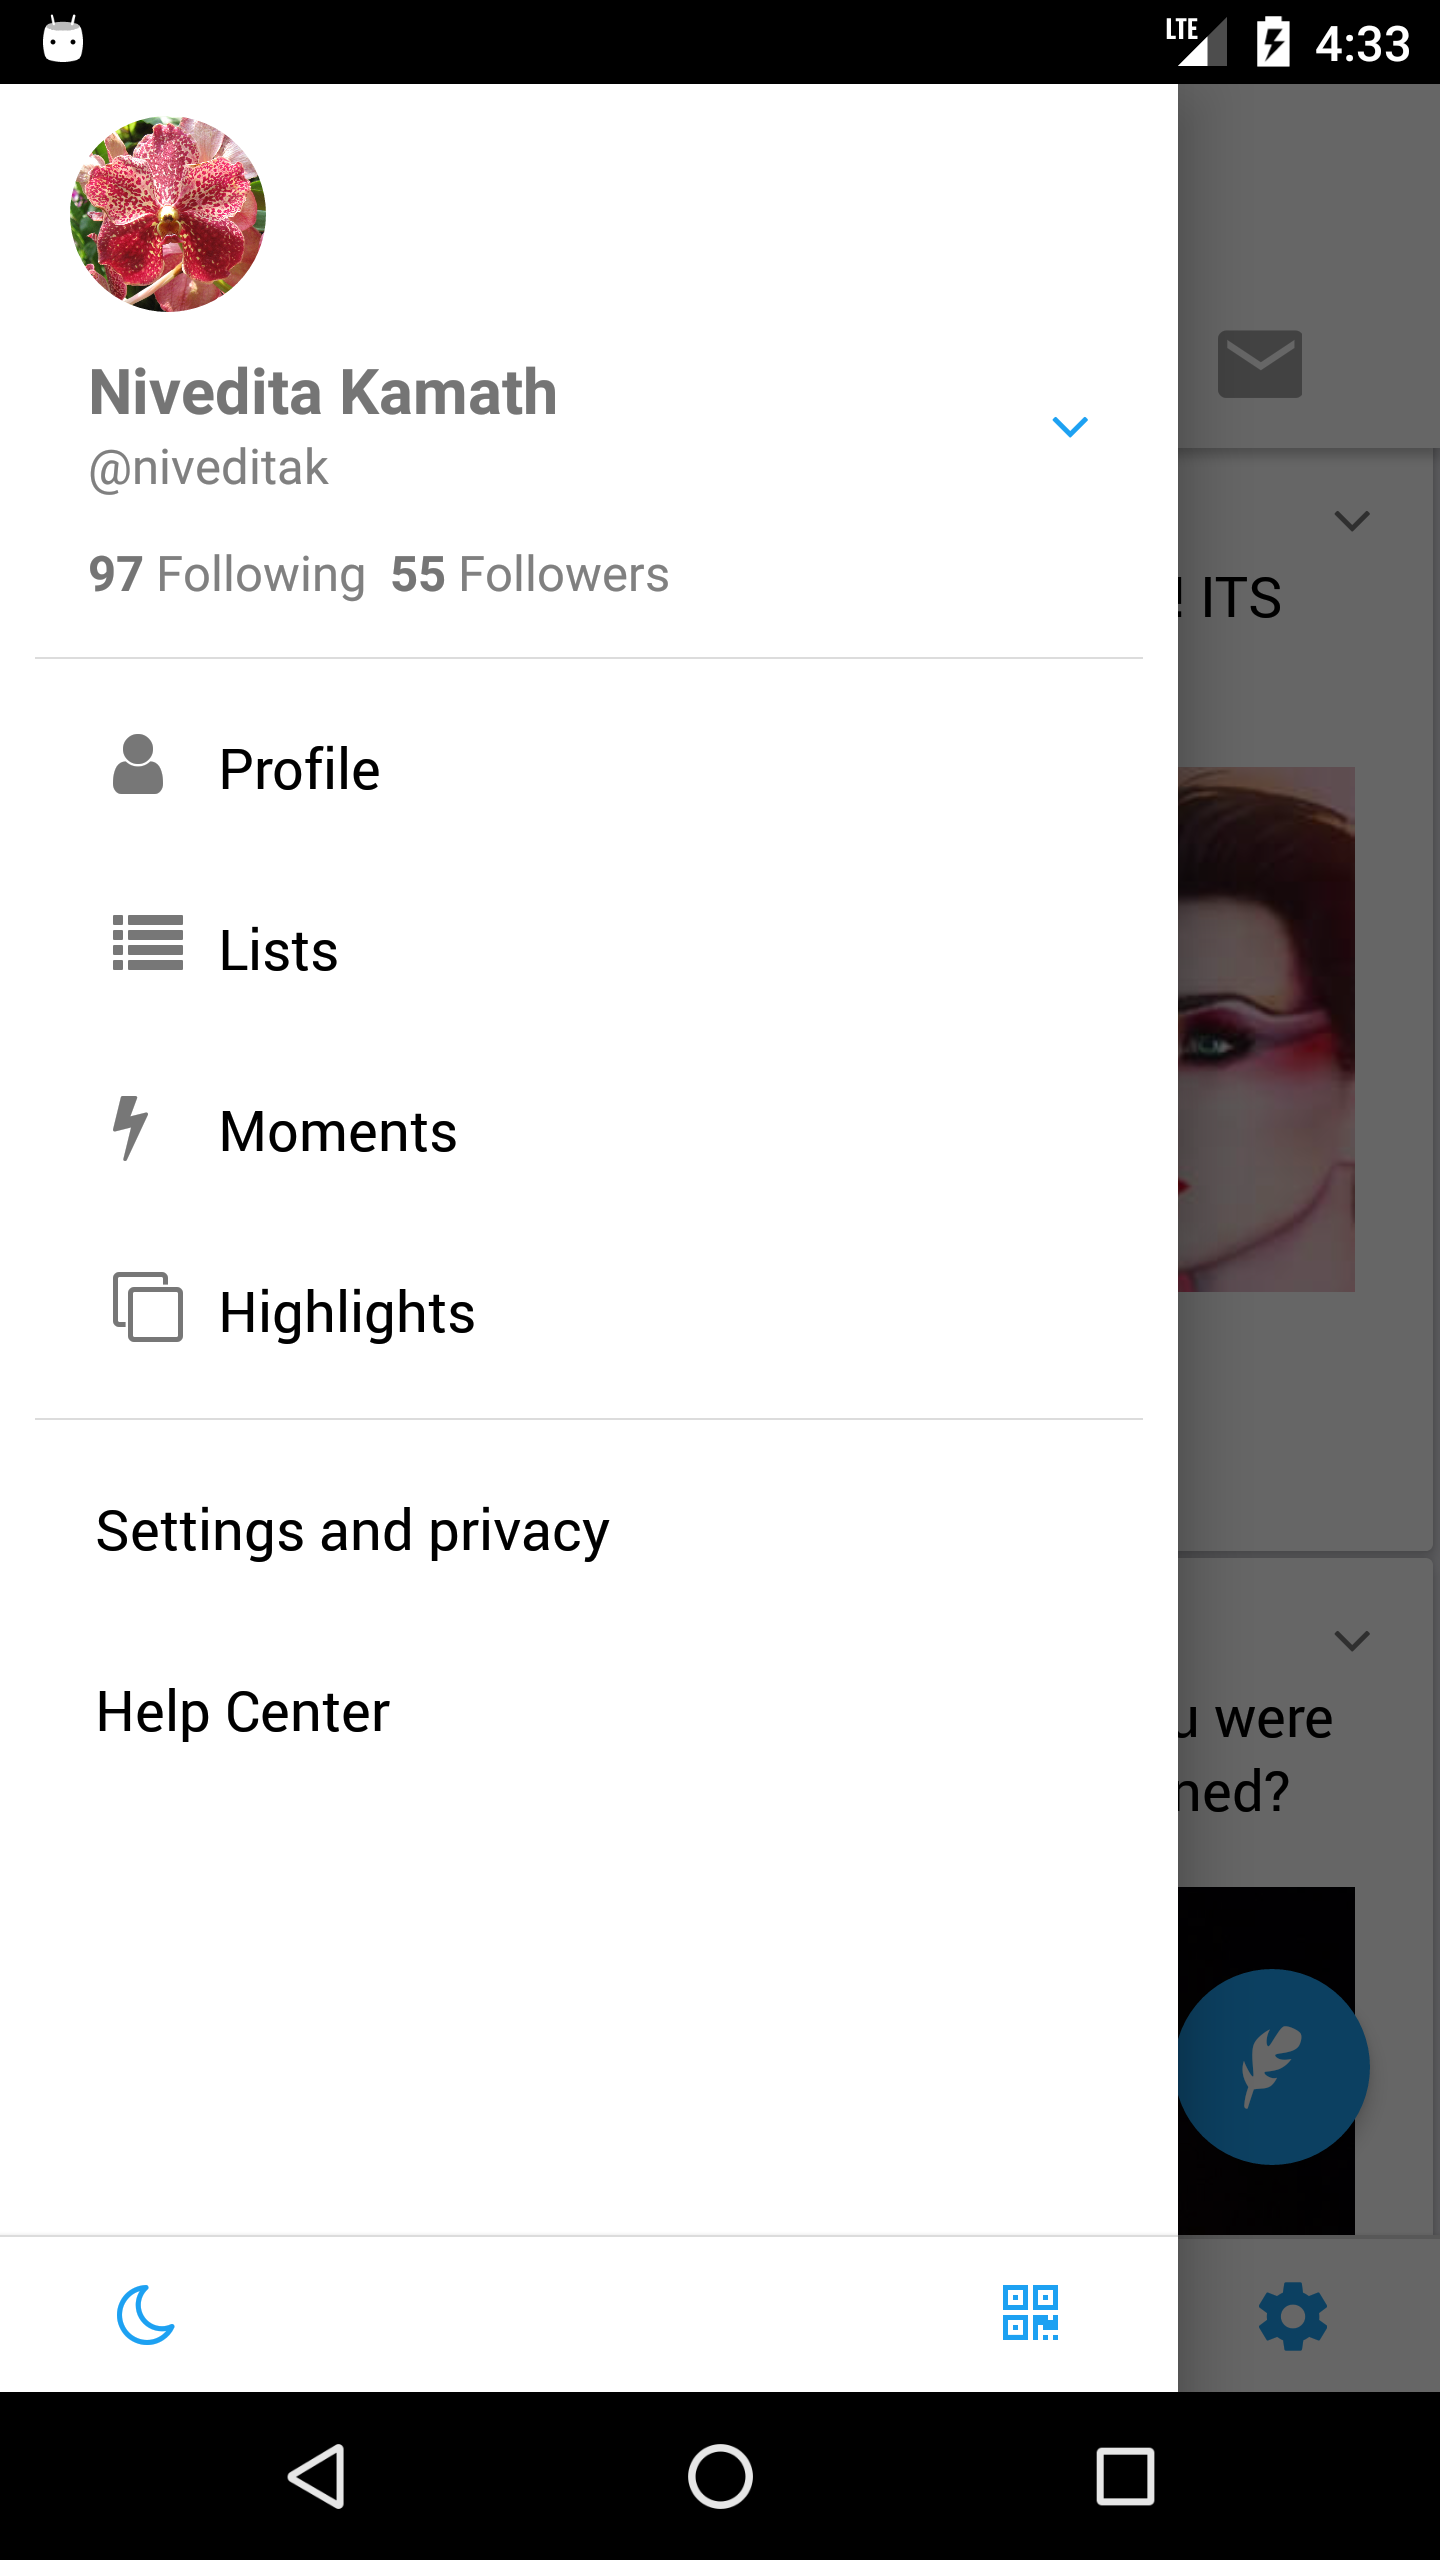 LTE 4:33
Nivedita Kamath
@niveditak
97 Following 55 Followers
! ITS
Profile
Lists
Moments
Highlights
Settings and privacy
Help Center
were